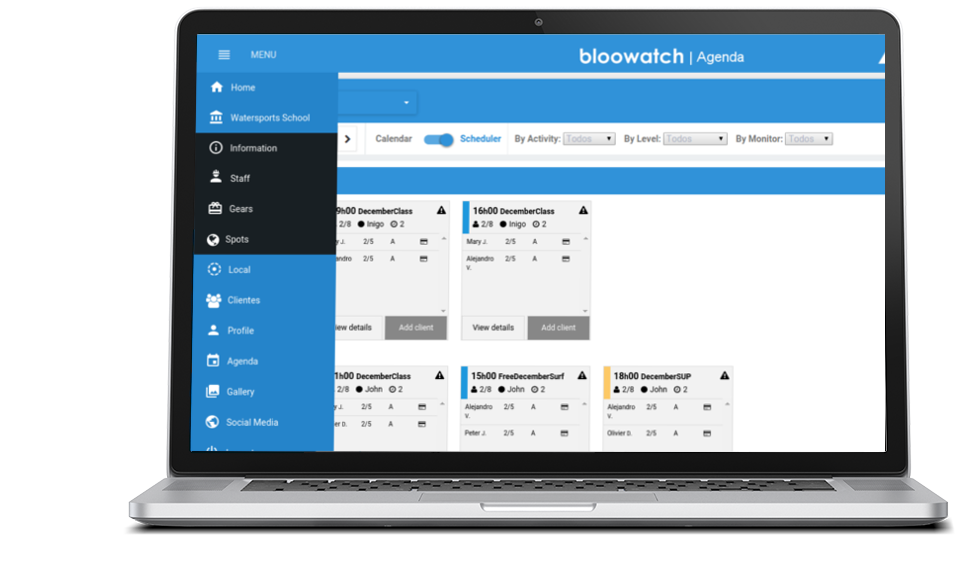 MENU
bloowatch | Agenda
Home
Watersports School
Information
Staff
Gears
Spots
Local
Clientes
Profile
Agenda
Gallery
Social Media
Calendar Scheduler By Activity: Todos By Level: Todos By Monitor: Todos
9h00 DecemberClass
2/8 Inigo 2
y J. 2/5 A
andro 2/5 A
iew details Add client
16h00 DecemberClass
2/8 Inigo 2
Mary J. 2/5 A
Alejandro 2/5 A
V.
View details Add client
1h00 DecemberClass
2/8 John 2
y J. 2/5 A
er D. 2/5 A
15h00 FreeDecemberSurf
2/8 John 2
Alejandro 2/5 A
V.
Peter J. 2/5 A
18h00 DecemberSUP
2/8 John 2
Alejandro 2/5 A
V.
Olivier D. 2/5 A